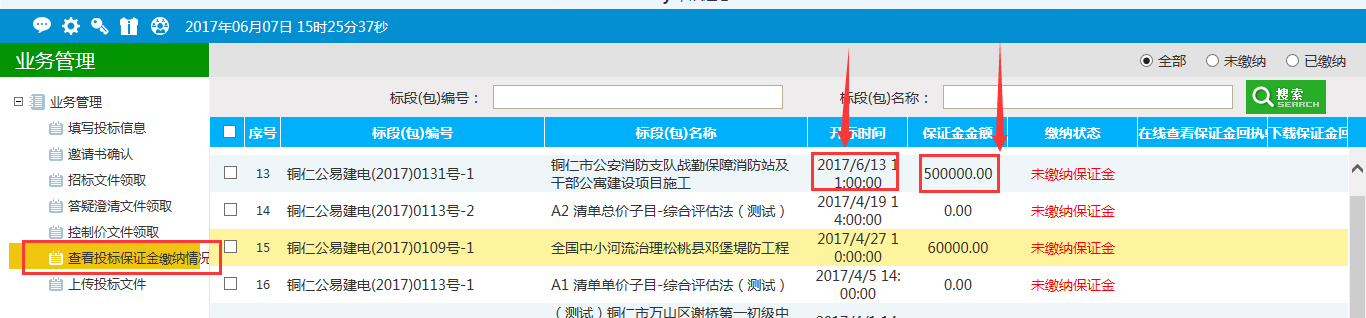 2017年06月07日 15时25分37秒
业务管理
全部 未缴纳 已缴纳
业务管理
填写投标信息
邀请书确认
招标文件领取
答疑澄清文件领取
控制价文件领取
查看投标保证金缴纳情况
上传投标文件
标段(包)编号： 标段(包)名称： 搜索
SEARCH
序号 标段(包)编号 标段(包)名称 开标时间 保证金金额 缴纳状态 在线查看保证金回执 下载保证金回
13 铜仁公易建电(2017)0131号-1 铜仁市公安消防支队战勤保障消防站及
干部公寓建设项目施工 2017/6/13 1
1:00:00 500000.00 未缴纳保证金
14 铜仁公易建电(2017)0113号-2 A2 清单总价子目-综合评估法（测试） 2017/4/19 1
4:00:00 0.00 未缴纳保证金
15 铜仁公易建电(2017)0109号-1 全国中小河流治理松桃县邓堡堤防工程 2017/4/27 1
0:00:00 60000.00 未缴纳保证金
16 铜仁公易建电(2017)0113号-1 A1 清单单价子目-综合评估法（测试） 2017/4/5 14:
00:00 0.00 未缴纳保证金
（测试）铜仁市万山区谢桥第一初级中